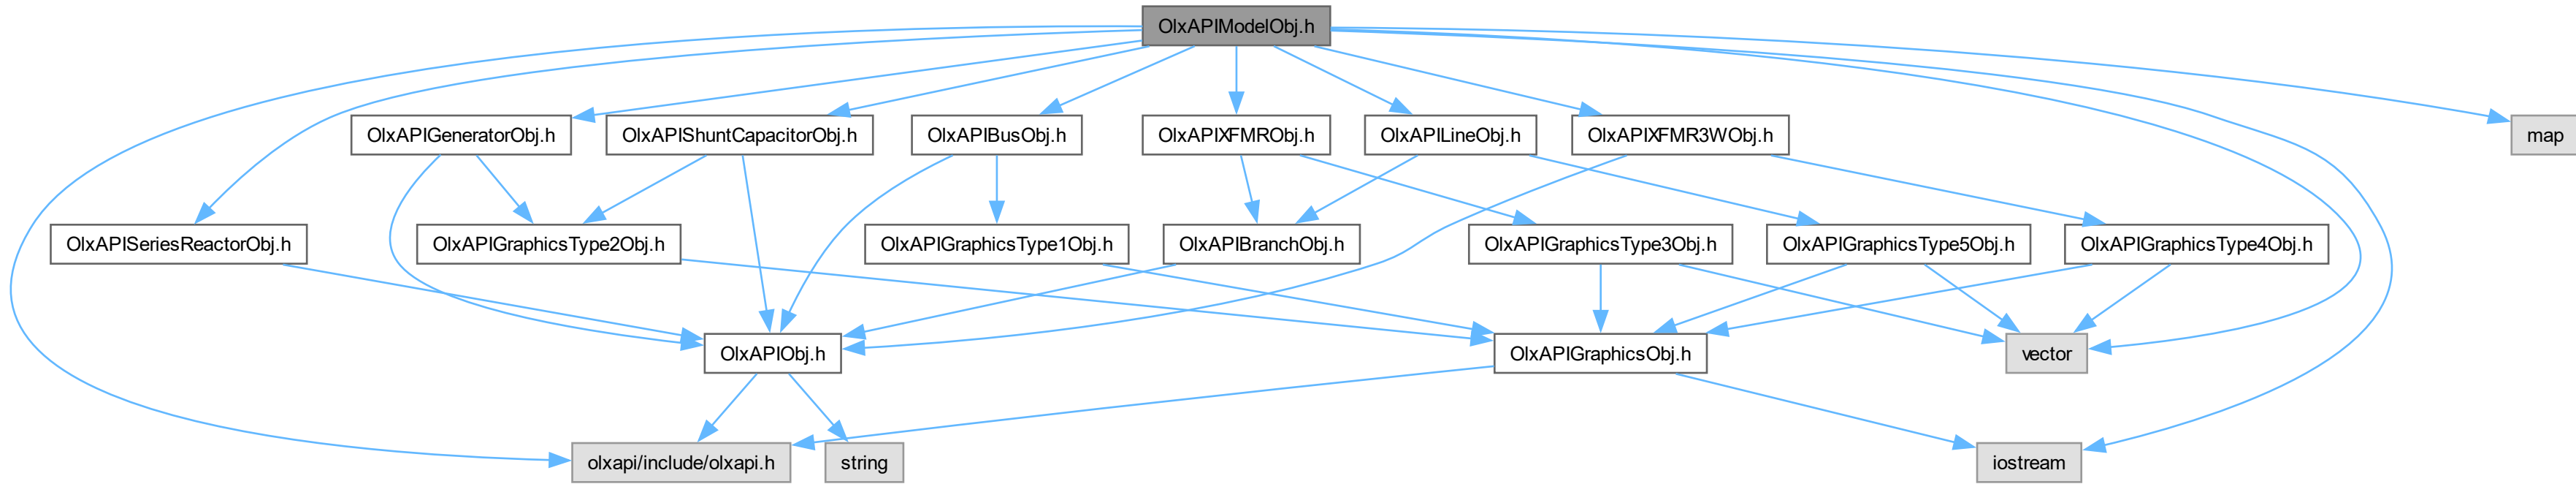 OlxAPIModelObj.h
OlxAPIGeneratorObj.h
OlxAPIShuntCapacitorObj.h
OlxAPIBusObj.h
OlxAPIXFMRObj.h
OlxAPILineObj.h
OlxAPIXFMR3WObj.h
map
OlxAPISeriesReactorObj.h
OlxAPIGraphicsType2Obj.h
OlxAPIGraphicsType1Obj.h
OlxAPIBranchObj.h
OlxAPIGraphicsType3Obj.h
OlxAPIGraphicsType5Obj.h
OlxAPIGraphicsType4Obj.h
OlxAPIObj.h
OlxAPIGraphicsObj.h
vector
olxapi/include/olxapi.h
string
iostream